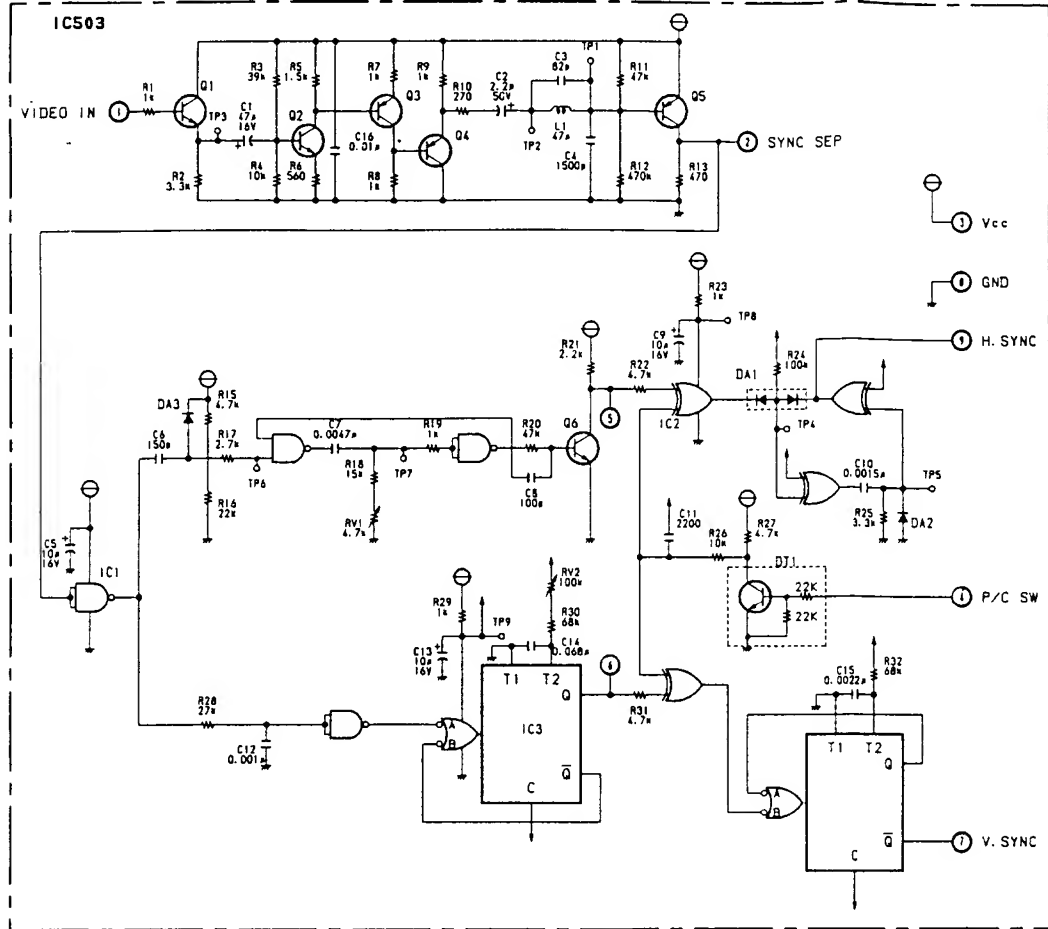 IC503
VIDEO IN
1
R1
1k
Q1
R2
3.3k
TP3
C1
47μ
16V
R3
39k
R4
10k
Q2
R5
1.5k
R6
560
C16
0.01μ
R7
1k
Q3
R8
1k
R9
1k
Q4
R10
270
C2
2.2μ
50V
TP2
C3
82μ
L1
47μ
TP1
C4
1500p
R11
47k
R12
470k
Q5
R13
470
2
SYNC SEP
3
Vcc
8
GND
9
H. SYNC
R23
1k
C9
10μ
16V
TP8
R21
2.2k
R22
4.7k
5
IC2
DA1
R24
100k
TP4
C10
0.0015μ
R25
3.3k
TP5
DA2
DA3
R15
4.7k
C6
150p
R17
2.7k
TP6
R16
22k
C7
0.0047μ
R18
15k
RV1
4.7k
TP7
R19
1k
R20
47k
C8
100p
Q6
C5
10μ
16V
IC1
C11
2200
R26
10k
R27
4.7k
DT1
22K
22K
P/C SW
R28
27k
C12
0.001μ
R29
1k
C13
10μ
16V
TP9
RV2
100k
R30
68k
C14
0.068μ
A
B
T1
T2
Q
IC3
Q̅
C
6
R31
4.7k
C15
0.0022μ
R32
68k
A
B
T1
T2
Q
Q̅
C
7
V. SYNC